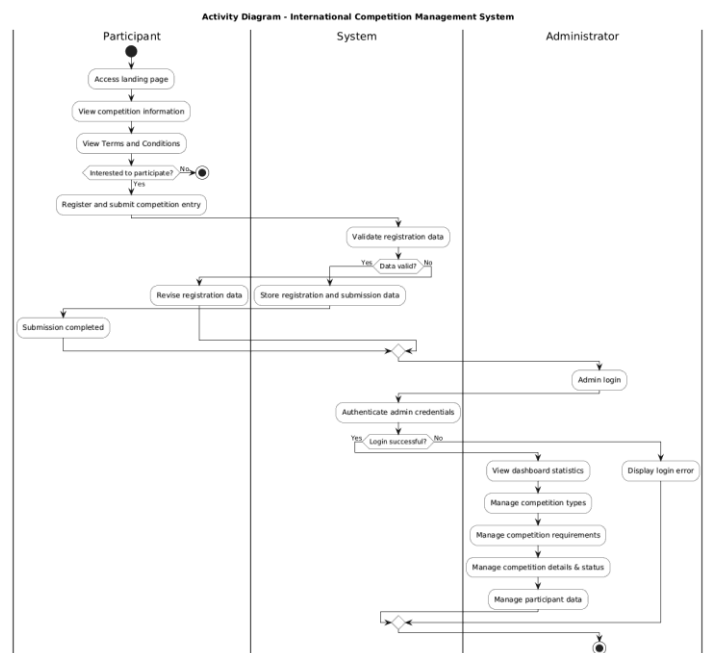 Activity Diagram - International Competition Management System
Participant
System
Administrator
Access landing page
View competition information
View Terms and Conditions
Interested to participate?
No
Yes
Register and submit competition entry
Validate registration data
Yes
Data valid?
No
Revise registration data
Store registration and submission data
Submission completed
Admin login
Authenticate admin credentials
Yes
Login successful?
No
View dashboard statistics
Display login error
Manage competition types
Manage competition requirements
Manage competition details & status
Manage participant data